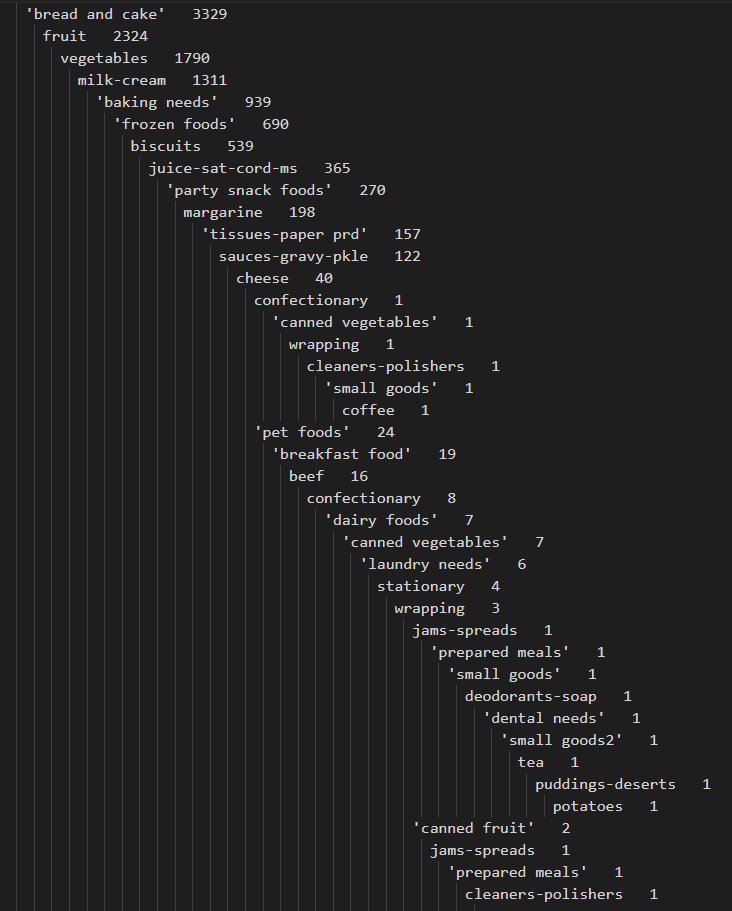 'bread and cake' 3329
fruit 2324
vegetables 1790
milk-cream 1311
'baking needs' 939
'frozen foods' 690
biscuits 539
juice-sat-cord-ms 365
'party snack foods' 270
margarine 198
'tissues-paper prd' 157
sauces-gravy-pkle 122
cheese 40
confectionary 1
'canned vegetables' 1
wrapping 1
cleaners-polishers 1
'small goods' 1
coffee 1
'pet foods' 24
'breakfast food' 19
beef 16
confectionary 8
'dairy foods' 7
'canned vegetables' 7
'laundry needs' 6
stationary 4
wrapping 3
jams-spreads 1
'prepared meals' 1
'small goods' 1
deodorants-soap 1
'dental needs' 1
'small goods2' 1
tea 1
puddings-deserts 1
potatoes 1
'canned fruit' 2
jams-spreads 1
'prepared meals' 1
cleaners-polishers 1